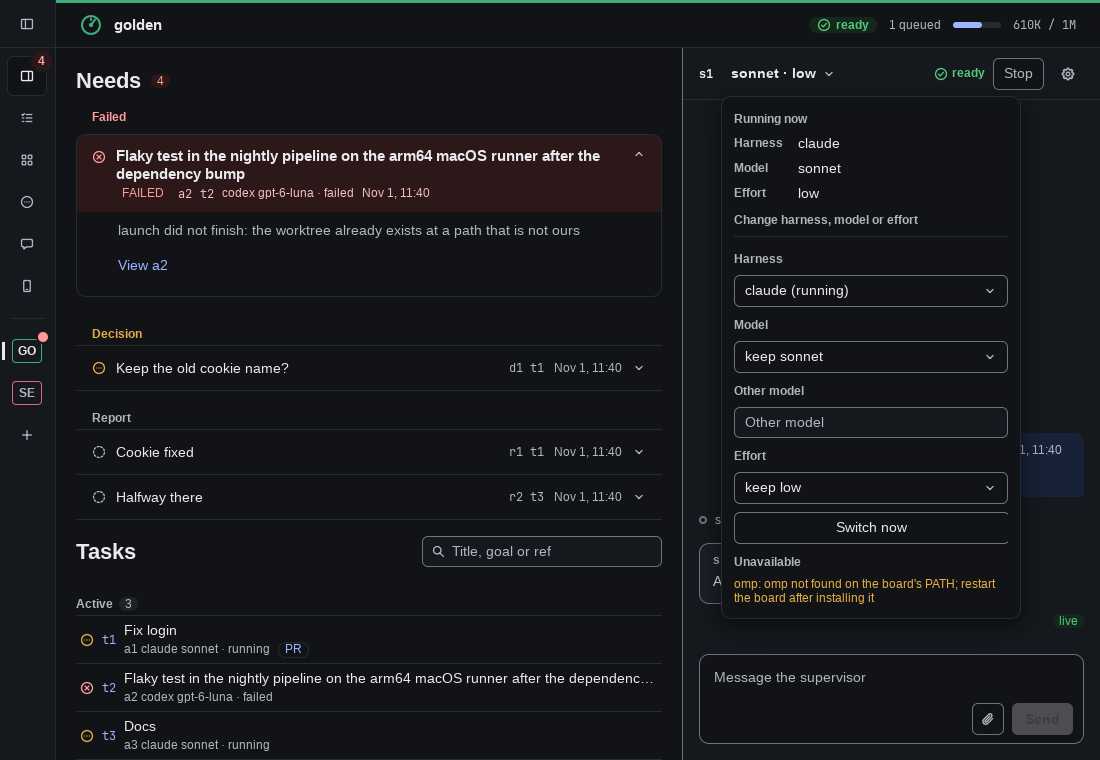 golden
ready
1 queued
610K / 1M
4
GO
SE
Needs 4
Failed
Flaky test in the nightly pipeline on the arm64 macOS runner after the
dependency bump
FAILED a2 t2 codex gpt-6-luna · failed Nov 1, 11:40
launch did not finish: the worktree already exists at a path that is not ours
View a2
Decision
Keep the old cookie name? d1 t1 Nov 1, 11:40
Report
Cookie fixed r1 t1 Nov 1, 11:40
Halfway there r2 t3 Nov 1, 11:40
Tasks
Title, goal or ref
Active 3
t1 Fix login
a1 claude sonnet · running PR
t2 Flaky test in the nightly pipeline on the arm64 macOS runner after the dependenc…
a2 codex gpt-6-luna · failed
t3 Docs
a3 claude sonnet · running
s1 sonnet · low
ready
Stop
Running now
Harness claude
Model sonnet
Effort low
Change harness, model or effort
Harness
claude (running)
Model
keep sonnet
Other model
Other model
Effort
keep low
Switch now
Unavailable
omp: omp not found on the board's PATH; restart
the board after installing it
, 11:40
s
s
A
live
Message the supervisor
Send